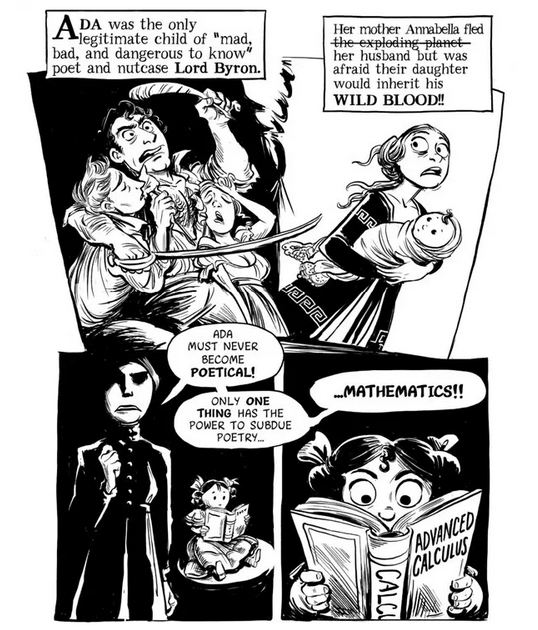 ADA was the only
legitimate child of "mad,
bad, and dangerous to know"
poet and nutcase Lord Byron.
Her mother Annabella fled
the exploding planet
her husband but was
afraid their daughter
would inherit his
WILD BLOOD!!
ADA
MUST NEVER
BECOME
POETICAL!
ONLY ONE
THING HAS THE
POWER TO SUBDUE
POETRY...
...MATHEMATICS!!
ADVANCED
CALCULUS
CALCU